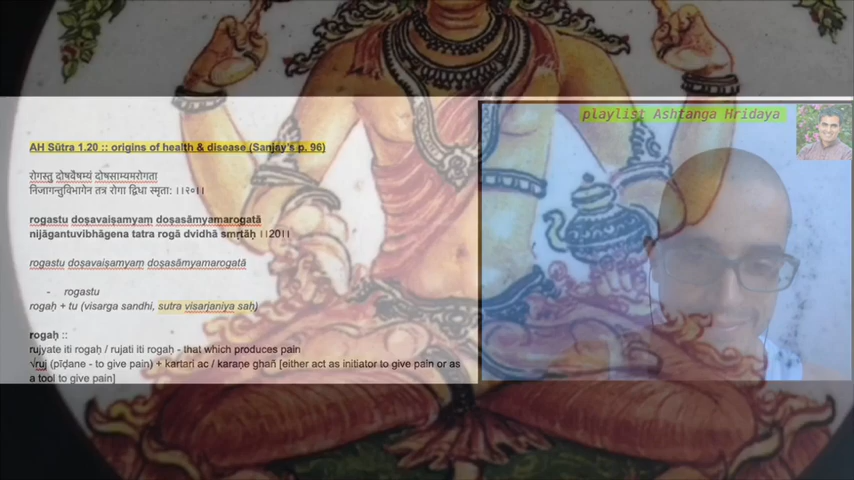 playlist Ashtanga Hridaya
AH Sūtra 1.20 :: origins of health & disease (Sanjay's p. 96)
रोगस्तु दोषवैषम्यं दोषसाम्यमरोगता
निजागन्तुविभागेन तत्र रोगा द्विधा स्मृताः ।।२०।।
rogastu doṣavaiṣamyaṃ doṣasāmyamarogatā
nijāgantuvibhāgena tatra rogā dvidhā smṛtāḥ ।।20।।
rogastu doṣavaiṣamyaṃ doṣasāmyamarogatā
- rogastu
rogaḥ + tu (visarga sandhi, sutra visarjaniya saḥ)
rogaḥ ::
rujyate iti rogaḥ / rujati iti rogaḥ - that which produces pain
√ruj (pīḍane - to give pain) + kartari ac / karaṇe ghañ [either act as initiator to give pain or as
a tool to give pain]